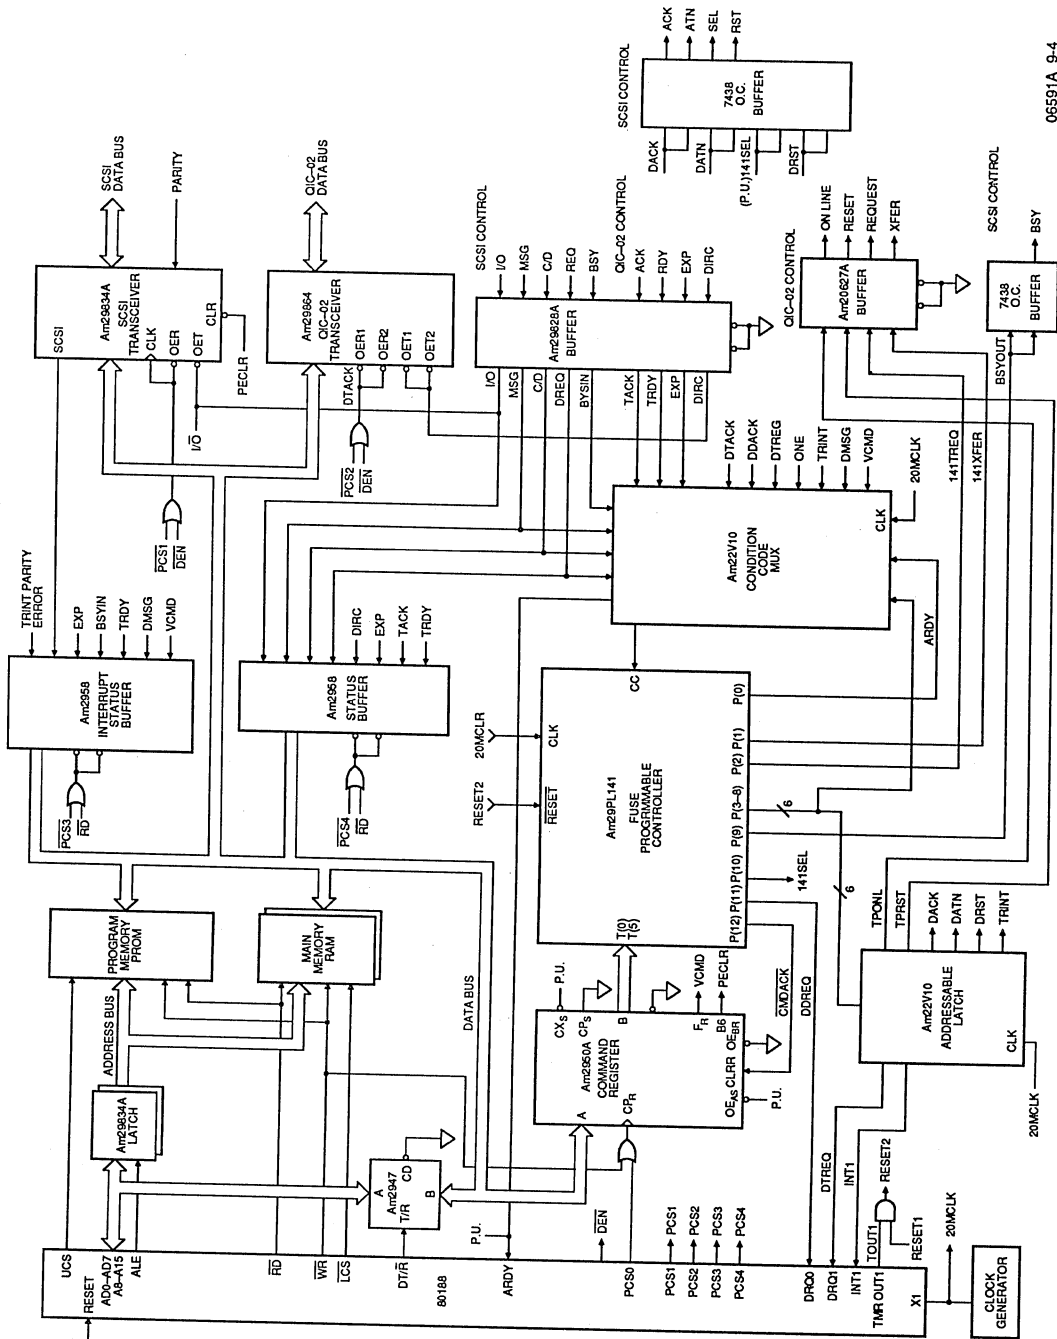 SCSI
DATA BUS
PARITY
Am29834A
SCSI
TRANSCEIVER
SCSI
CLK
OER
OET
CLR
PECLR
I/O
PCS1
DEN
QIC-02
DATA BUS
Am29864
QIC-02
TRANSCEIVER
DTACK
OER1
OER2
OET1
OET2
PCS2
DEN
SCSI CONTROL
I/O
MSG
C/D
REQ
BSY
QIC-02 CONTROL
ACK
RDY
EXP
DIRC
Am29828A
BUFFER
I/O
MSG
C/D
DREQ
BYSIN
TACK
TRDY
EXP
DIRC
SCSI CONTROL
ACK
ATN
SEL
RST
7438
O.C.
BUFFER
DACK
DATN
(P.U.)141SEL
DRST
06591A 9-4
QIC-02 CONTROL
ON LINE
RESET
REQUEST
XFER
Am20627A
BUFFER
SCSI CONTROL
BSY
7438
O.C.
BUFFER
BSYOUT
TRINT PARITY
ERROR
EXP
BSYIN
TRDY
DMSG
VCMD
Am2958
INTERRUPT
STATUS
BUFFER
PCS3
RD
DIRC
EXP
TACK
TRDY
Am2958
STATUS
BUFFER
PCS4
RD
DTACK
DDACK
DTREG
ONE
TRINT
DMSG
VCMD
20MCLK
Am22V10
CONDITION
CODE
MUX
CLK
141TREQ
141XFER
ARDY
20MCLR
RESET2
CC
CLK
RESET
Am29PL141
FUSE
PROGRMMABLE
CONTROLLER
T(0)
T(5)
P(0)
P(1)
P(2)
P(3-8)
P(9)
P(10)
P(11)
P(12)
6
6
141SEL
CMDACK
DDREQ
PROGRAM
MEMORY
PROM
MAIN
MEMORY
RAM
ADDRESS BUS
DATA BUS
Am29834A
LATCH
Am2947
A
T/R
CD
B
P.U.
CXS
CPS
B
VCMD
PECLR
FR
B6
OEBR
Am2950A
COMMAND
REGISTER
A
CPR
OEAS
CLRR
P.U.
TPONL
TPRST
DACK
DATN
DRST
TRINT
Am22V10
ADDRESSABLE
LATCH
CLK
20MCLK
DTREQ
INT1
TOUT1
RESET2
RESET1
P.U.
DEN
PCS1
PCS2
PCS3
PCS4
RESET
UCS
AD0-AD7
A8-A15
ALE
RD
WR
LCS
DT/R
80188
ARDY
PCS0
PCS1
PCS2
PCS3
PCS4
DRQ0
DRQ1
INT1
TMR OUT1
X1
20MCLK
CLOCK
GENERATOR